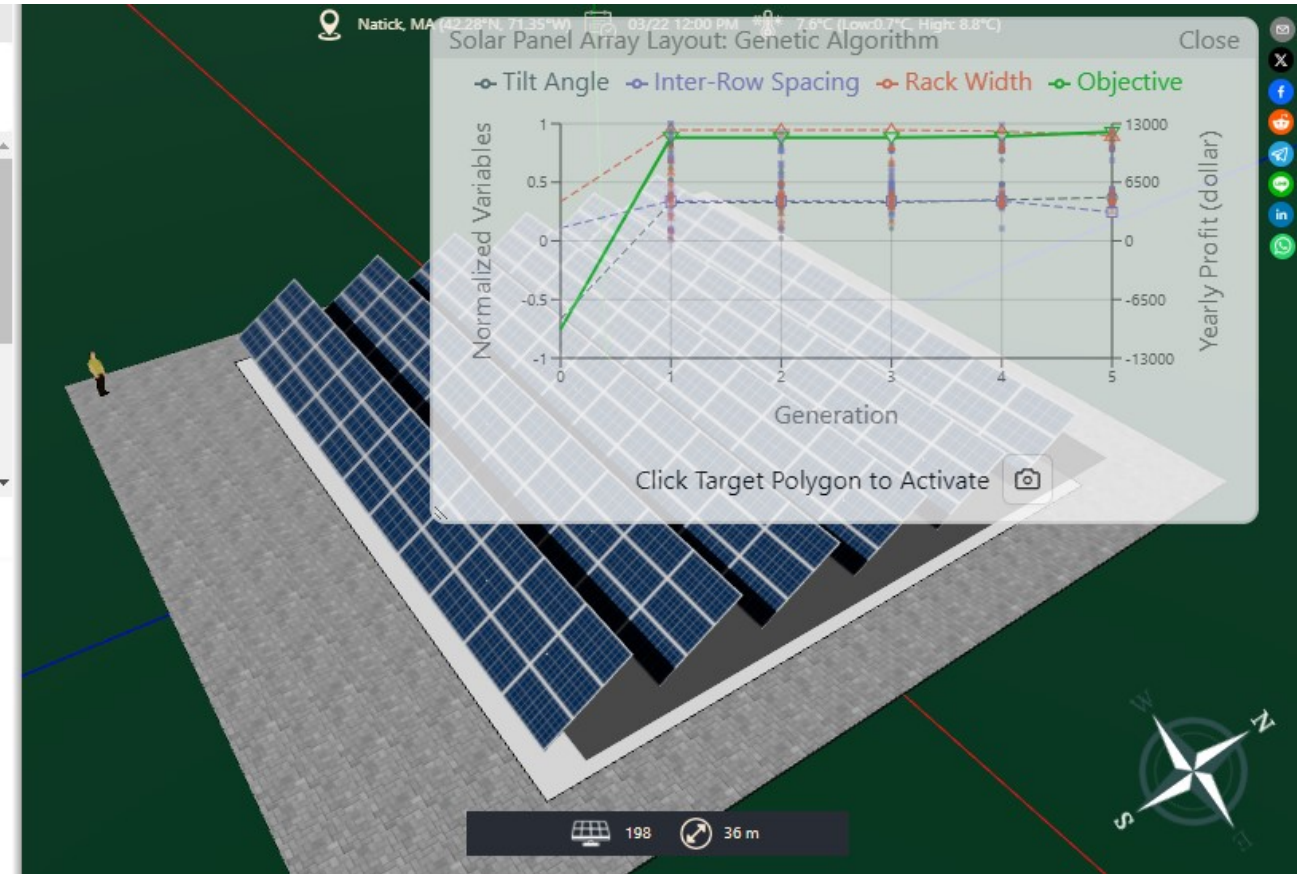 Natick, MA (42.28°N, 71.35°W) 03/22 12:00 PM 7.6°C (Low:0.7°C, High: 8.8°C)
Solar Panel Array Layout: Genetic Algorithm Close
Tilt Angle Inter-Row Spacing Rack Width Objective
Normalized Variables
1
0.5
0
-0.5
-1
13000
6500
0
-6500
-13000
Yearly Profit (dollar)
0 1 2 3 4 5
Generation
Click Target Polygon to Activate
198 36 m
W
N
S
E
X
f
LINE
in